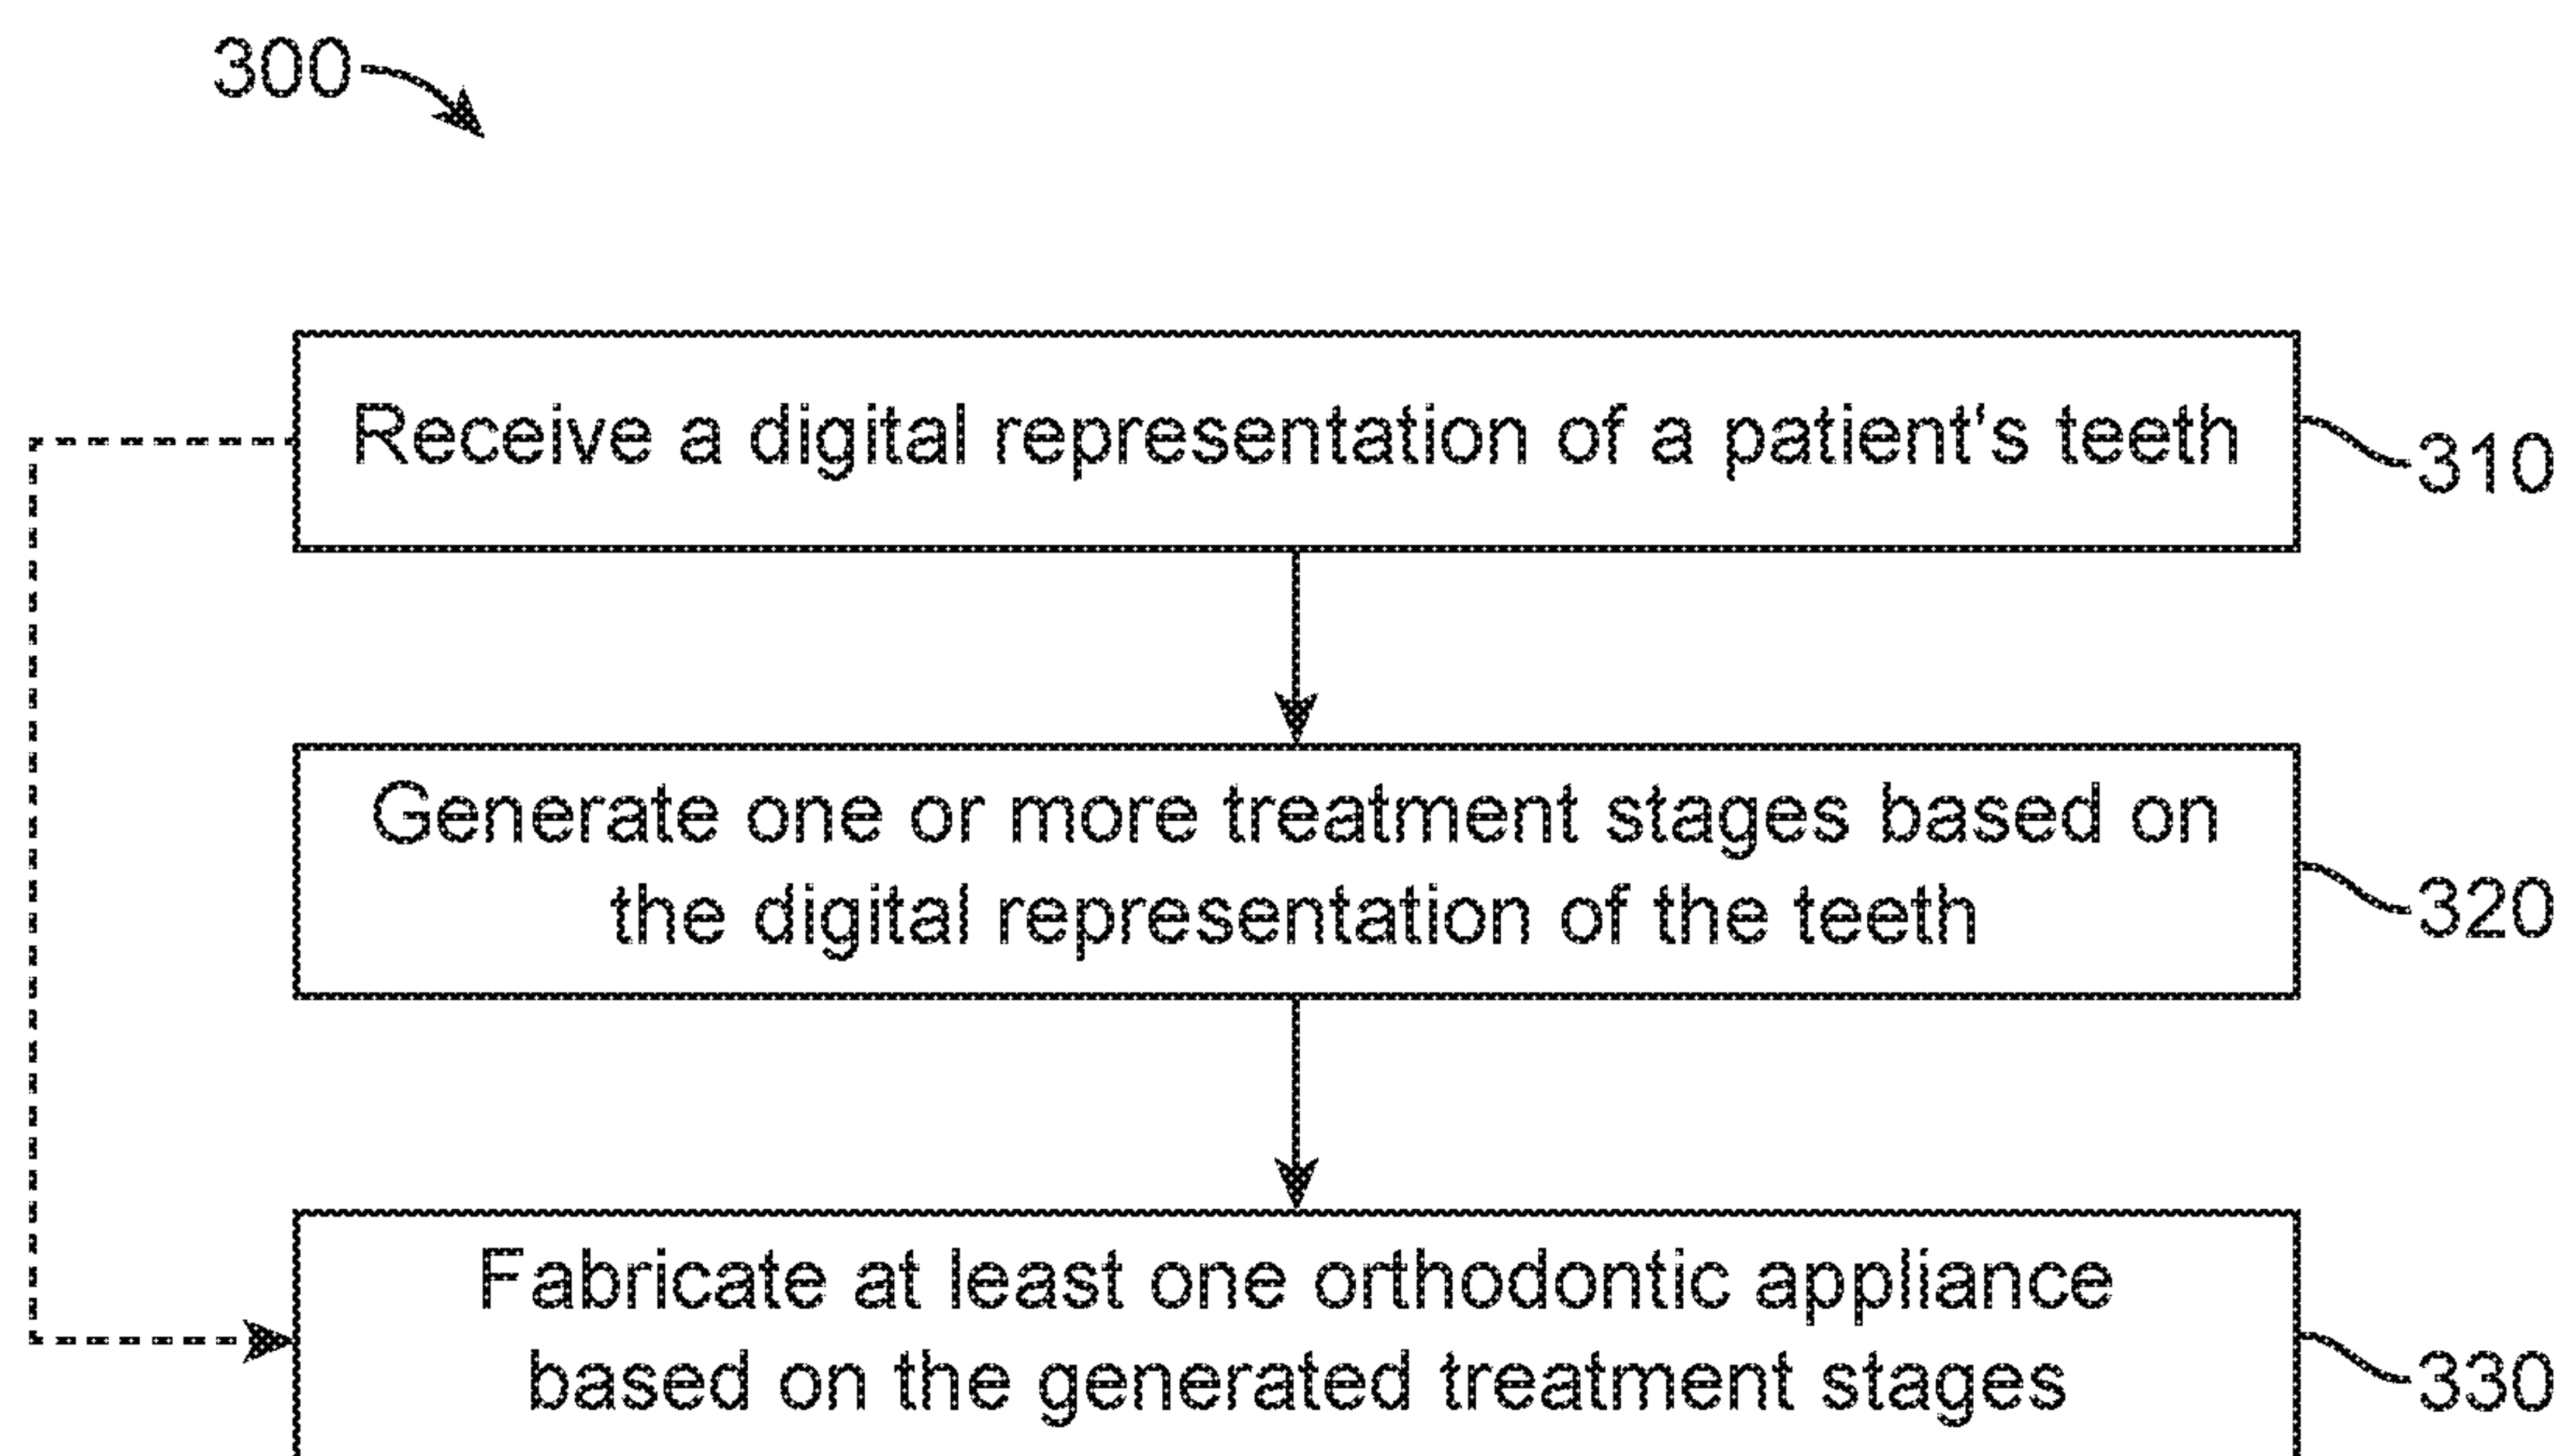 300
Receive a digital representation of a patient's teeth
310
Generate one or more treatment stages based on
the digital representation of the teeth
320
Fabricate at least one orthodontic appliance
based on the generated treatment stages
330